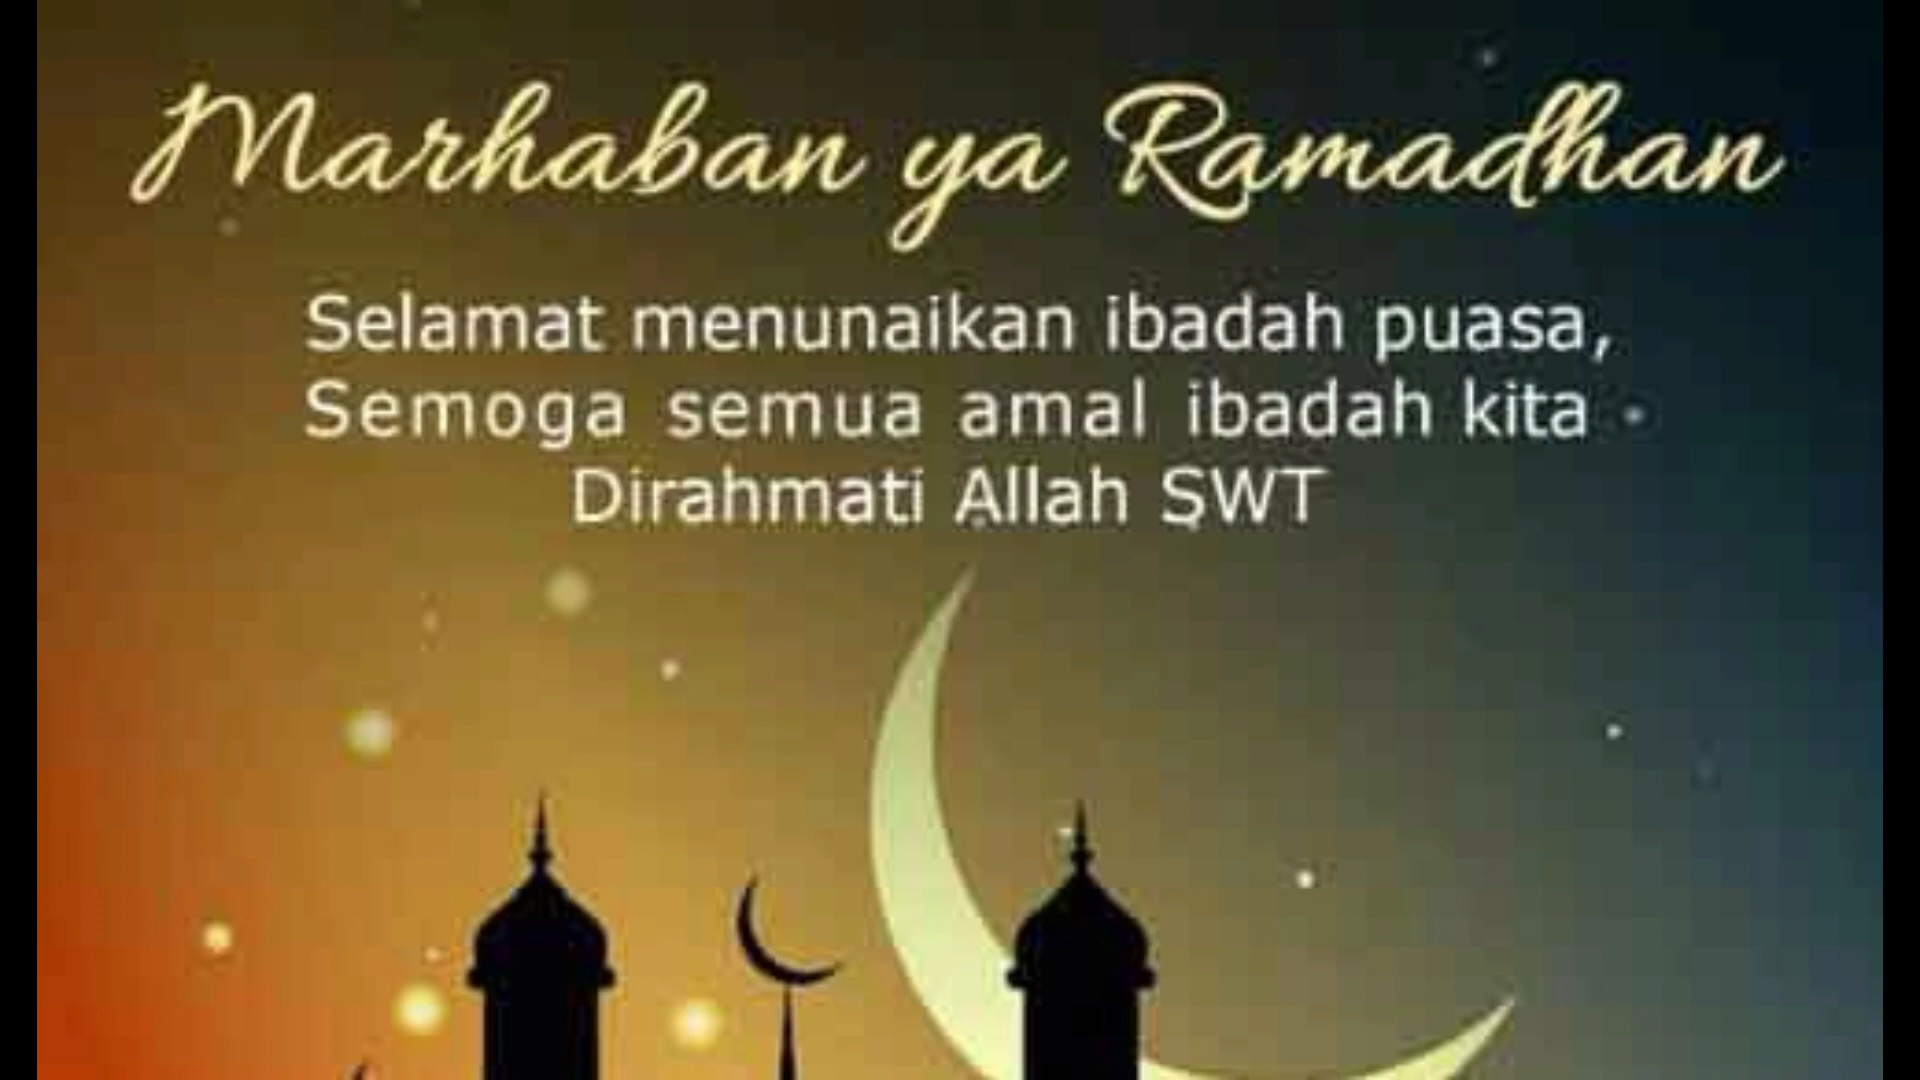 Marhaban ya Ramadhan
Selamat menunaikan ibadah puasa,
Semoga semua amal ibadah kita
Dirahmati Allah SWT